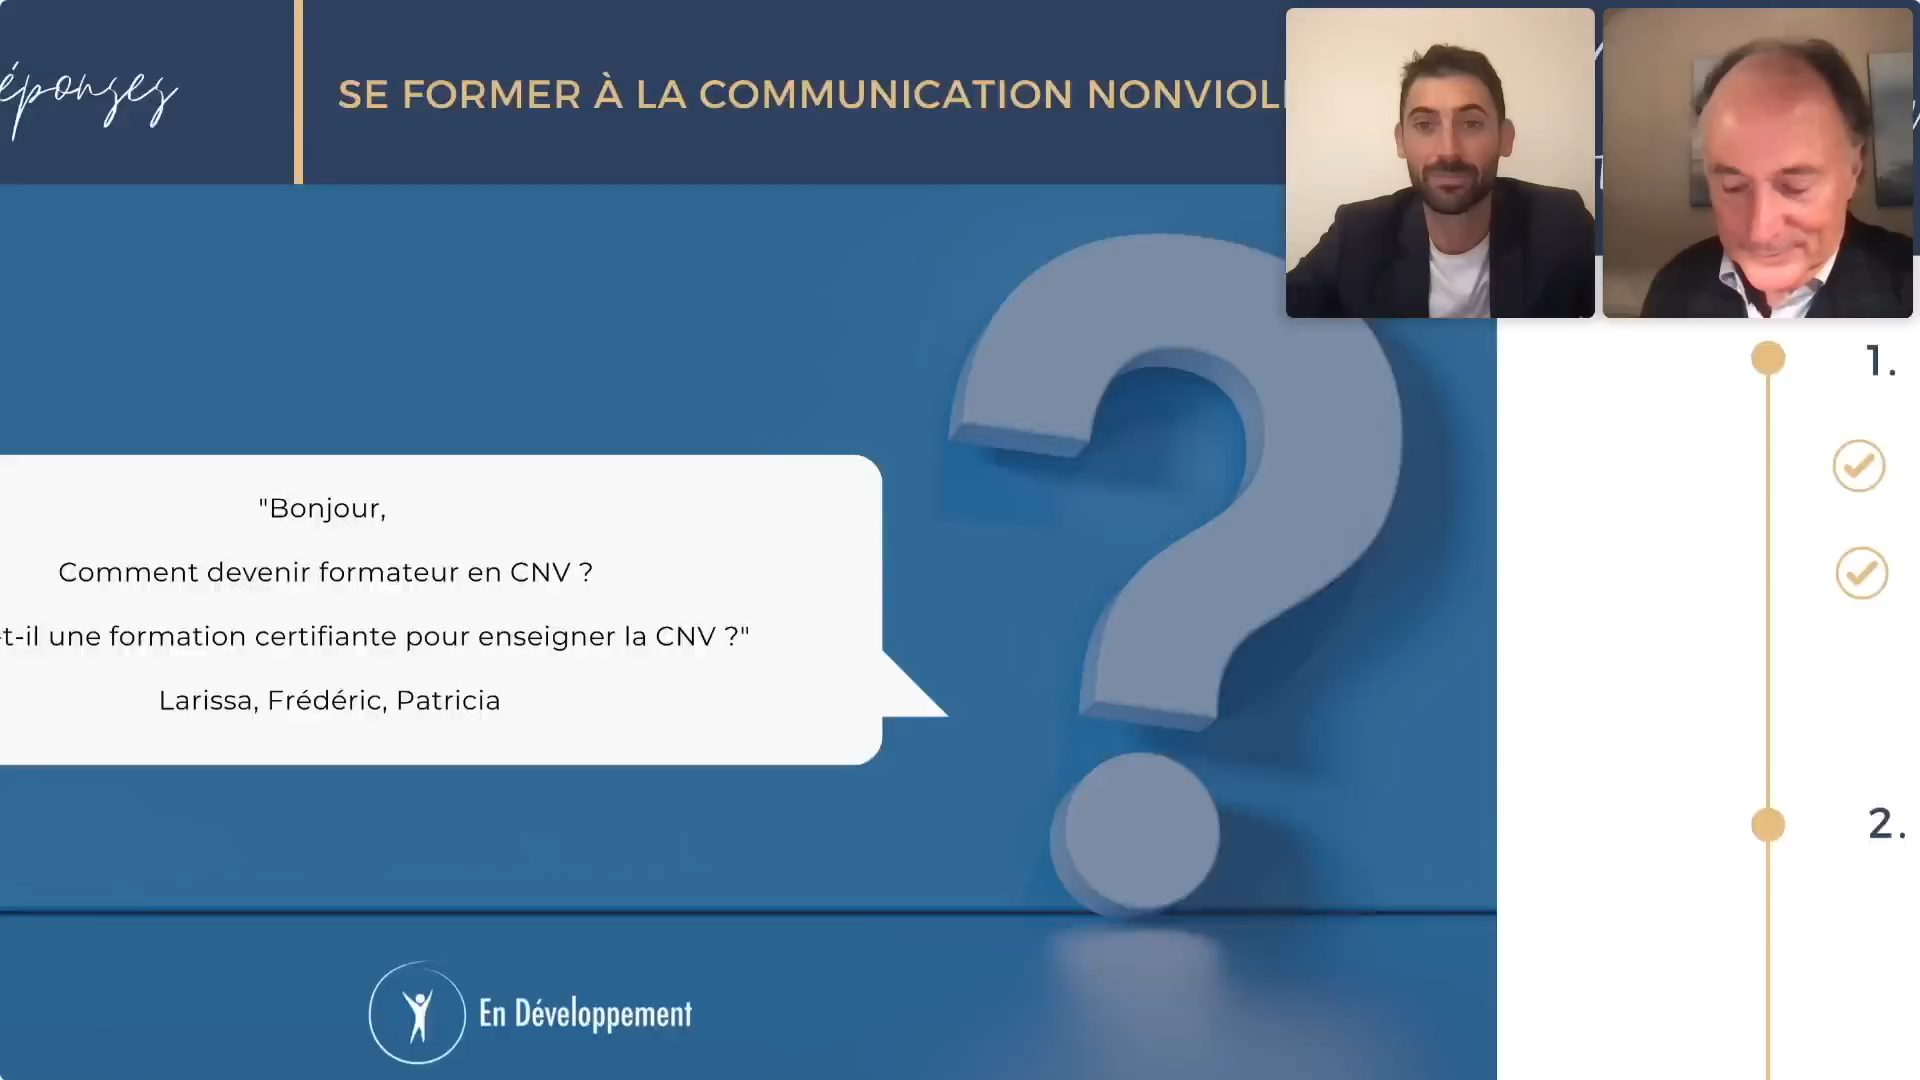 éponses
SE FORMER À LA COMMUNICATION NONVIOL
"Bonjour,
Comment devenir formateur en CNV ?
-t-il une formation certifiante pour enseigner la CNV ?"
Larissa, Frédéric, Patricia
1.
2.
En Développement